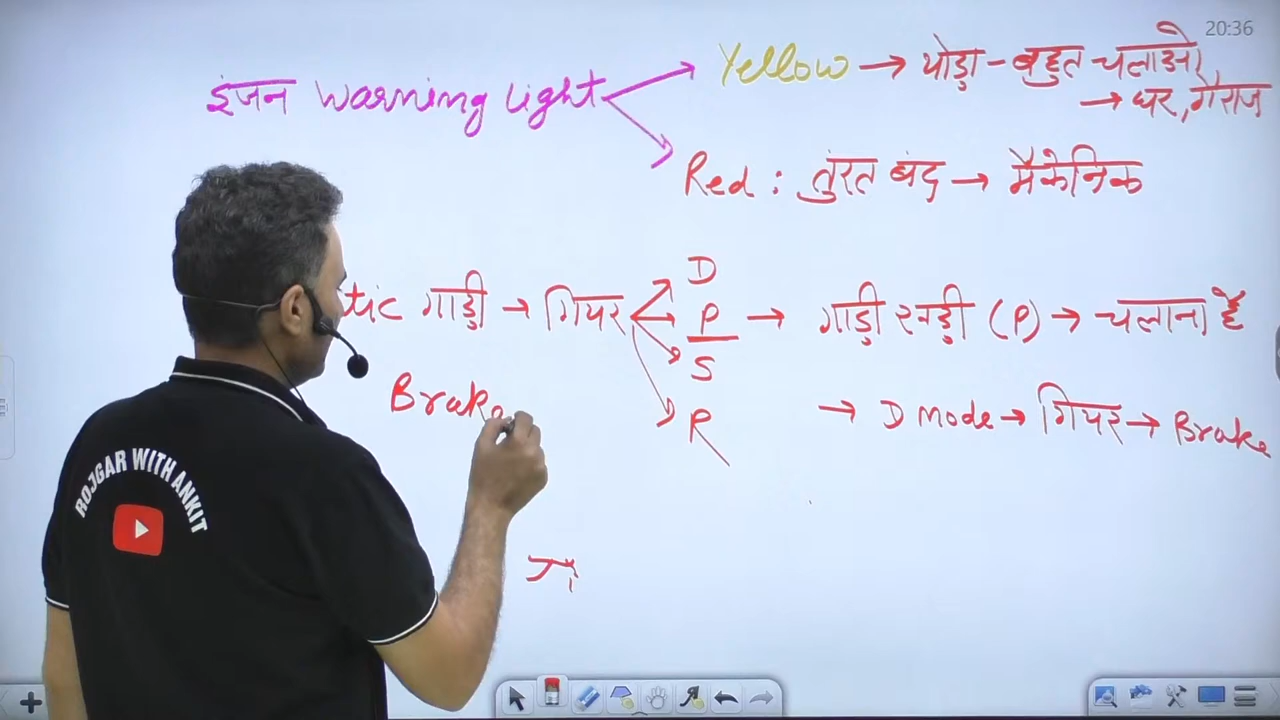 20:36
इंजन Warning Light
Yellow → थोड़ा - बहुत चलाओ
→ घर, गैराज
Red : तुरंत बंद → मैकेनिक
tic गाड़ी → गियर
D
P → गाड़ी खड़ी (P) → चलाना है
S
R
Brake
→ D Mode → गियर → Brake
ROJGAR WITH ANKIT